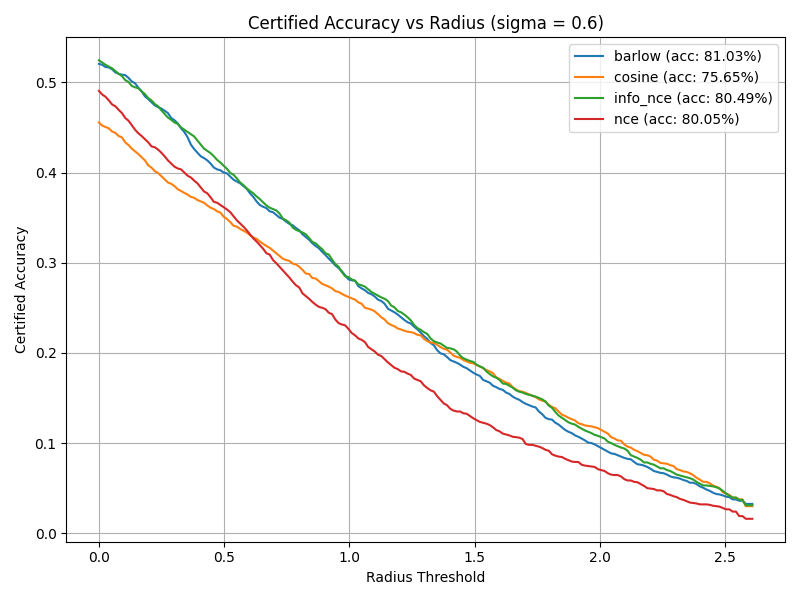 Certified Accuracy vs Radius (sigma = 0.6)
barlow (acc: 81.03%)
cosine (acc: 75.65%)
info_nce (acc: 80.49%)
nce (acc: 80.05%)
Certified Accuracy
0.5
0.4
0.3
0.2
0.1
0.0
0.0 0.5 1.0 1.5 2.0 2.5
Radius Threshold